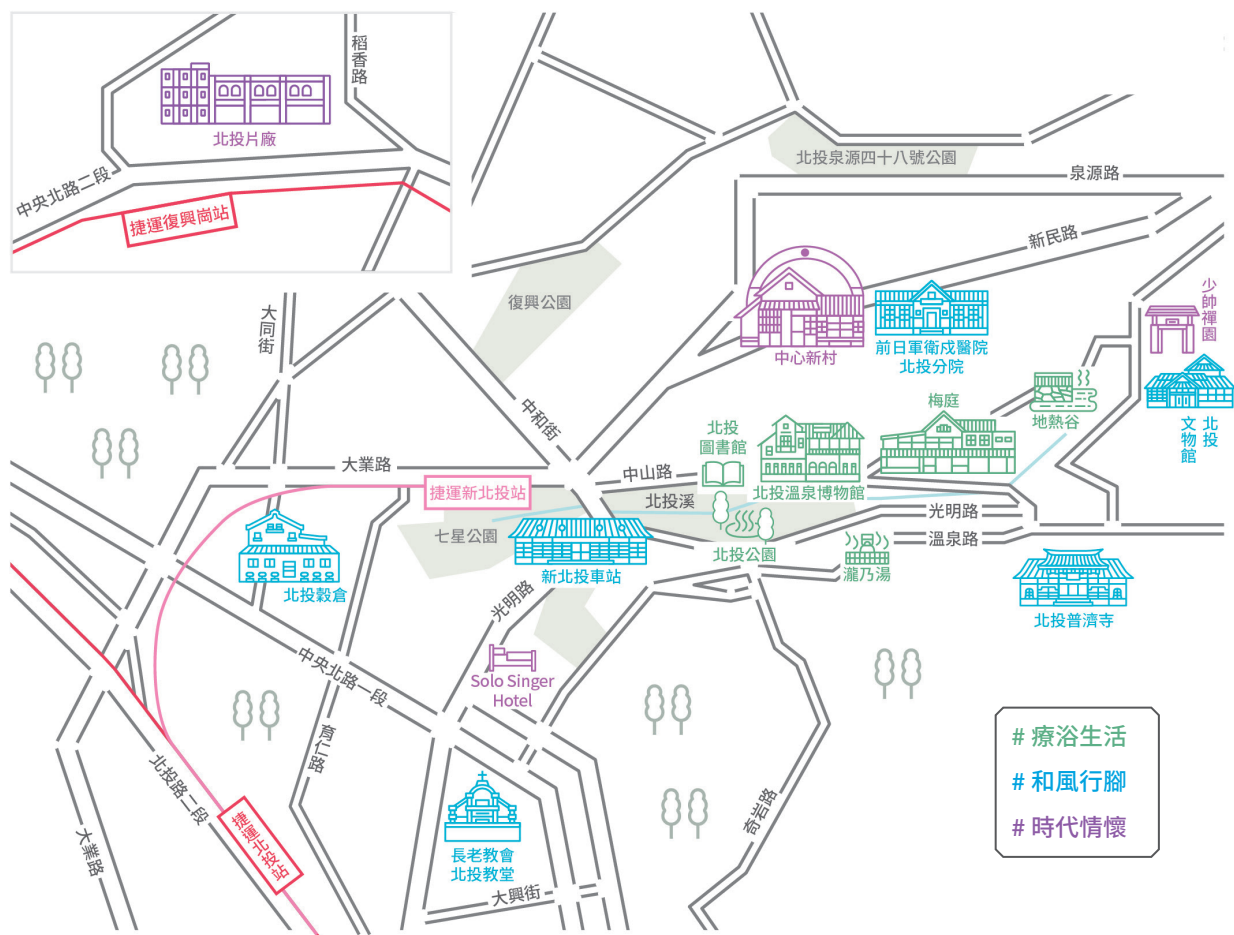 稻香路
北投片廠
中央北路二段
捷運復興崗站
北投泉源四十八號公園
泉源路
新民路
復興公園
大同街
少帥禪園
中心新村
前日軍衛戍醫院
北投分院
地熱谷
北投
文物館
中和街
梅庭
北投
圖書館
大業路
中山路
捷運新北投站
北投溫泉博物館
北投溪
光明路
七星公園
溫泉路
北投公園
瀧乃湯
新北投車站
北投穀倉
光明路
北投普濟寺
中央北路一段
Solo Singer
Hotel
育仁路
北投路二段
# 療浴生活
# 和風行腳
# 時代情懷
奇岩路
大業路
捷運北投站
長老教會
北投教堂
大興街